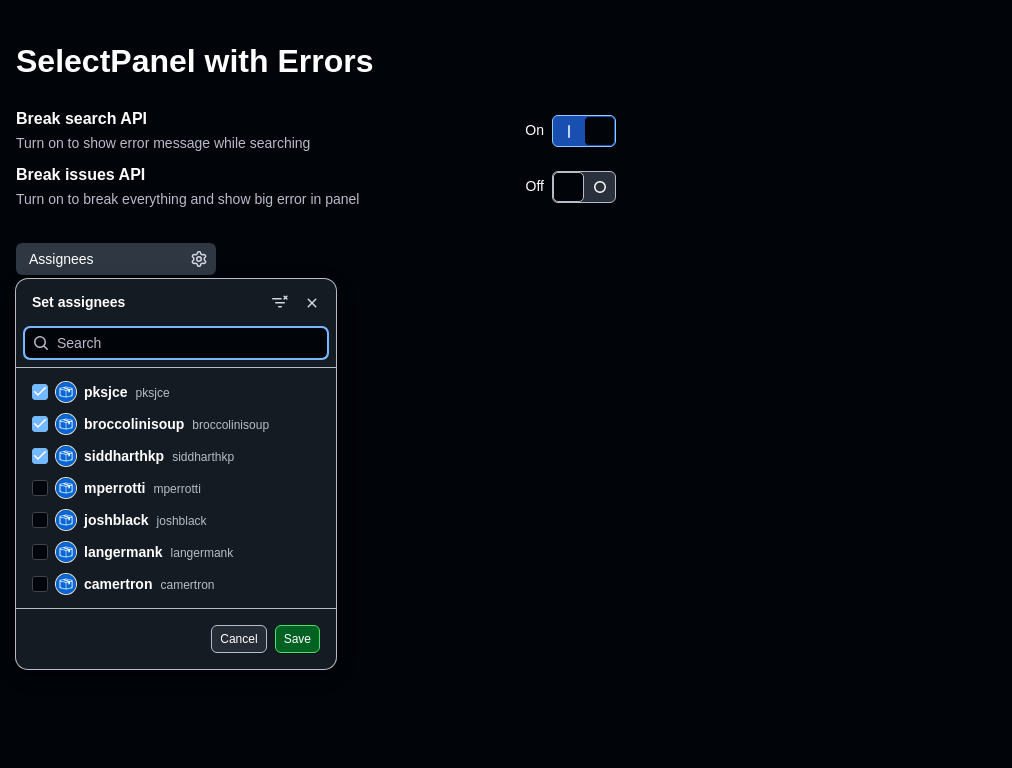 SelectPanel with Errors
Break search API
Turn on to show error message while searching
On
Break issues API
Turn on to break everything and show big error in panel
Off
Assignees
Set assignees
Search
pksjce pksjce
broccolinisoup broccolinisoup
siddharthkp siddharthkp
mperrotti mperrotti
joshblack joshblack
langermank langermank
camertron camertron
Cancel Save